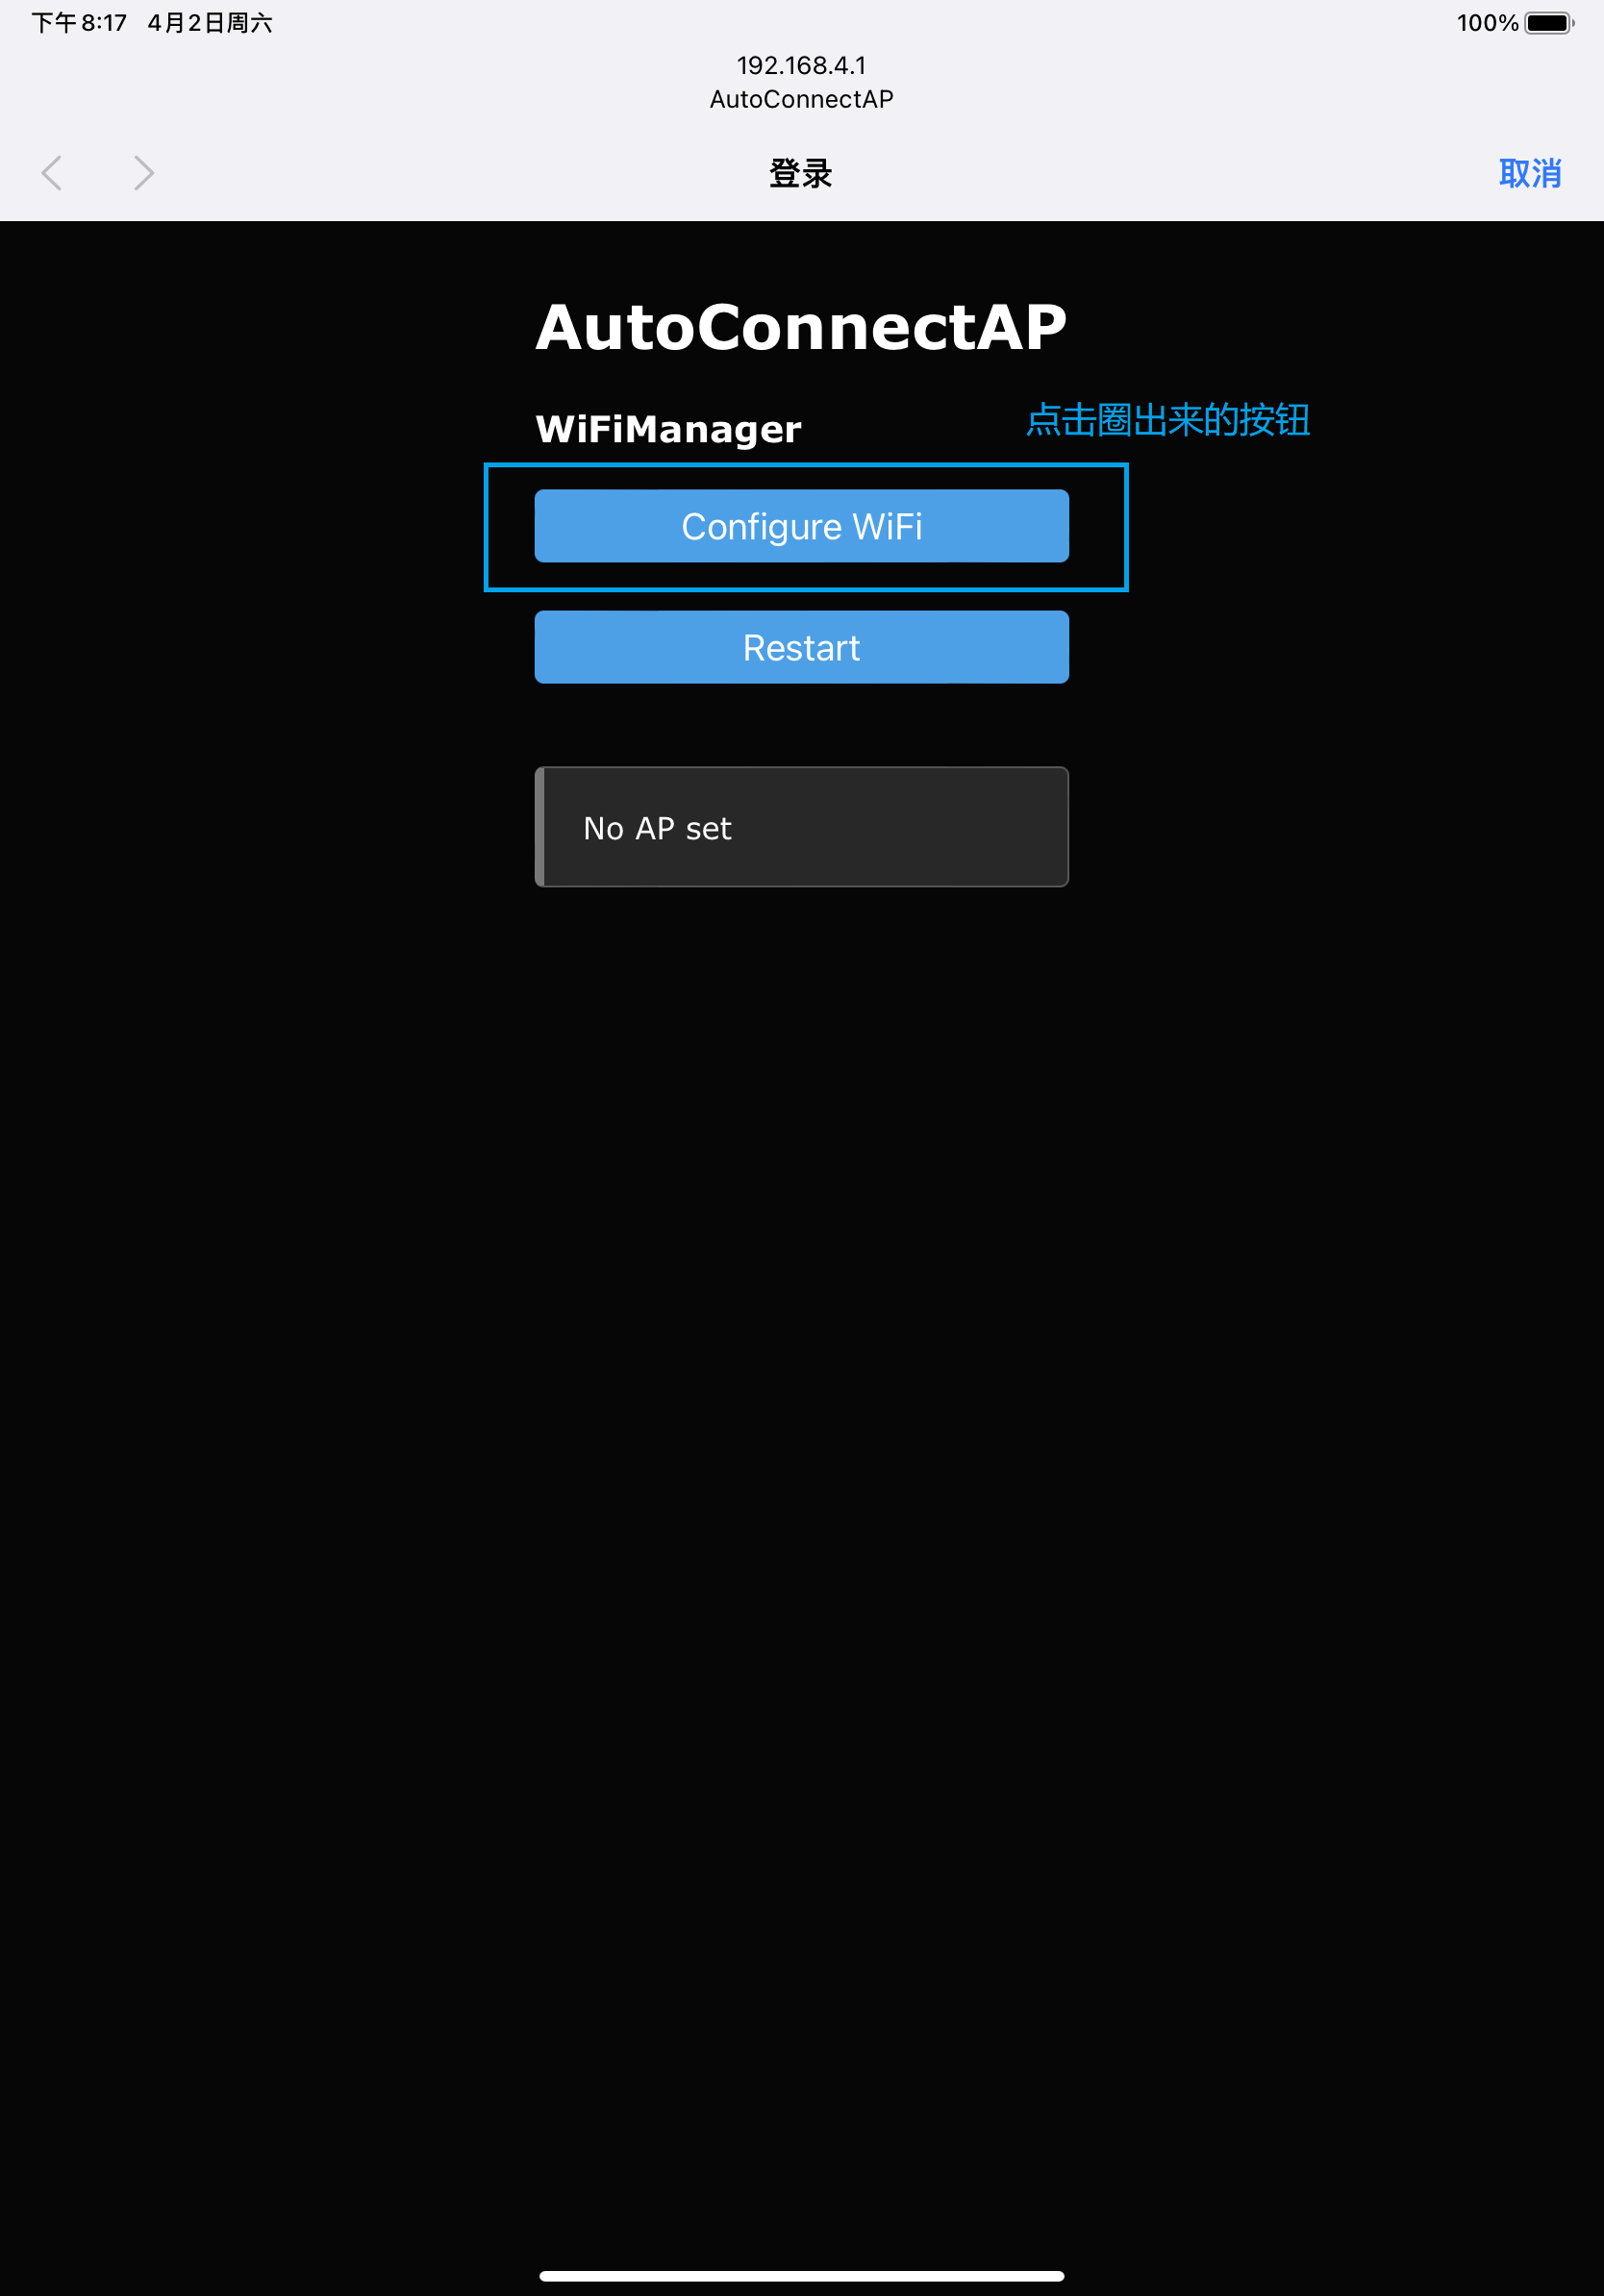 下午8:17 4月2日周六 100%
192.168.4.1
AutoConnectAP
登录 取消
AutoConnectAP
WiFiManager
点击圈出来的按钮
Configure WiFi
Restart
No AP set